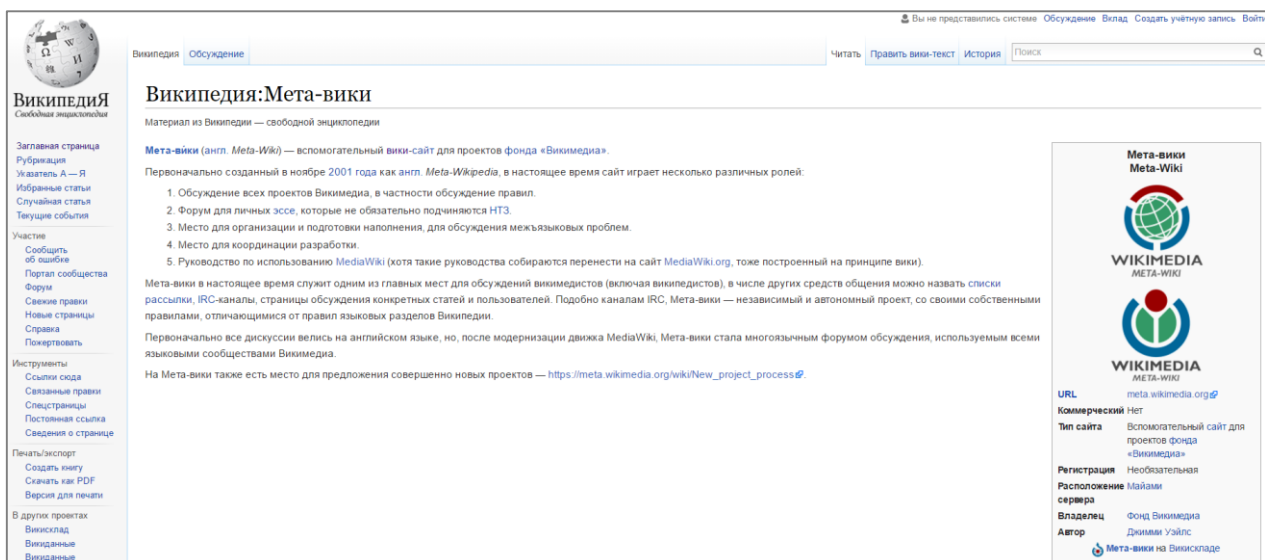 Вы не представились системе Обсуждение Вклад Создать учётную запись Войти
ВикипедиЯ
Свободная энциклопедия
Википедия Обсуждение
Читать Править вики-текст История Поиск
Википедия:Мета-вики
Материал из Википедии — свободной энциклопедии
Заглавная страница
Рубрикация
Указатель А — Я
Избранные статьи
Случайная статья
Текущие события
Участие
Сообщить
об ошибке
Портал сообщества
Форум
Свежие правки
Новые страницы
Справка
Пожертвовать
Инструменты
Ссылки сюда
Связанные правки
Спецстраницы
Постоянная ссылка
Сведения о странице
Печать/экспорт
Создать книгу
Скачать как PDF
Версия для печати
В других проектах
Викисклад
Викиданные
Викиданные
Мета-ви́ки (англ. Meta-Wiki) — вспомогательный вики-сайт для проектов фонда «Викимедиа».
Первоначально созданный в ноябре 2001 года как англ. Meta-Wikipedia, в настоящее время сайт играет несколько различных ролей:
1. Обсуждение всех проектов Викимедиа, в частности обсуждение правил.
2. Форум для личных эссе, которые не обязательно подчиняются НТЗ.
3. Место для организации и подготовки наполнения, для обсуждения межъязыковых проблем.
4. Место для координации разработки.
5. Руководство по использованию MediaWiki (хотя такие руководства собираются перенести на сайт MediaWiki.org, тоже построенный на принципе вики).
Мета-вики в настоящее время служит одним из главных мест для обсуждений викимедистов (включая википедистов), в числе других средств общения можно назвать списки
рассылки, IRC-каналы, страницы обсуждения конкретных статей и пользователей. Подобно каналам IRC, Мета-вики — независимый и автономный проект, со своими собственными
правилами, отличающимися от правил языковых разделов Википедии.
Первоначально все дискуссии велись на английском языке, но, после модернизации движка MediaWiki, Мета-вики стала многоязычным форумом обсуждения, используемым всеми
языковыми сообществами Викимедиа.
На Мета-вики также есть место для предложения совершенно новых проектов — https://meta.wikimedia.org/wiki/New_project_process.
Мета-вики
Meta-Wiki
WIKIMEDIA
META-WIKI
WIKIMEDIA
META-WIKI
URL meta.wikimedia.org
Коммерческий Нет
Тип сайта Вспомогательный сайт для
проектов фонда
«Викимедиа»
Регистрация Необязательная
Расположение Майами
сервера
Владелец Фонд Викимедиа
Автор Джимми Уэйлс
Мета-вики на Викискладе